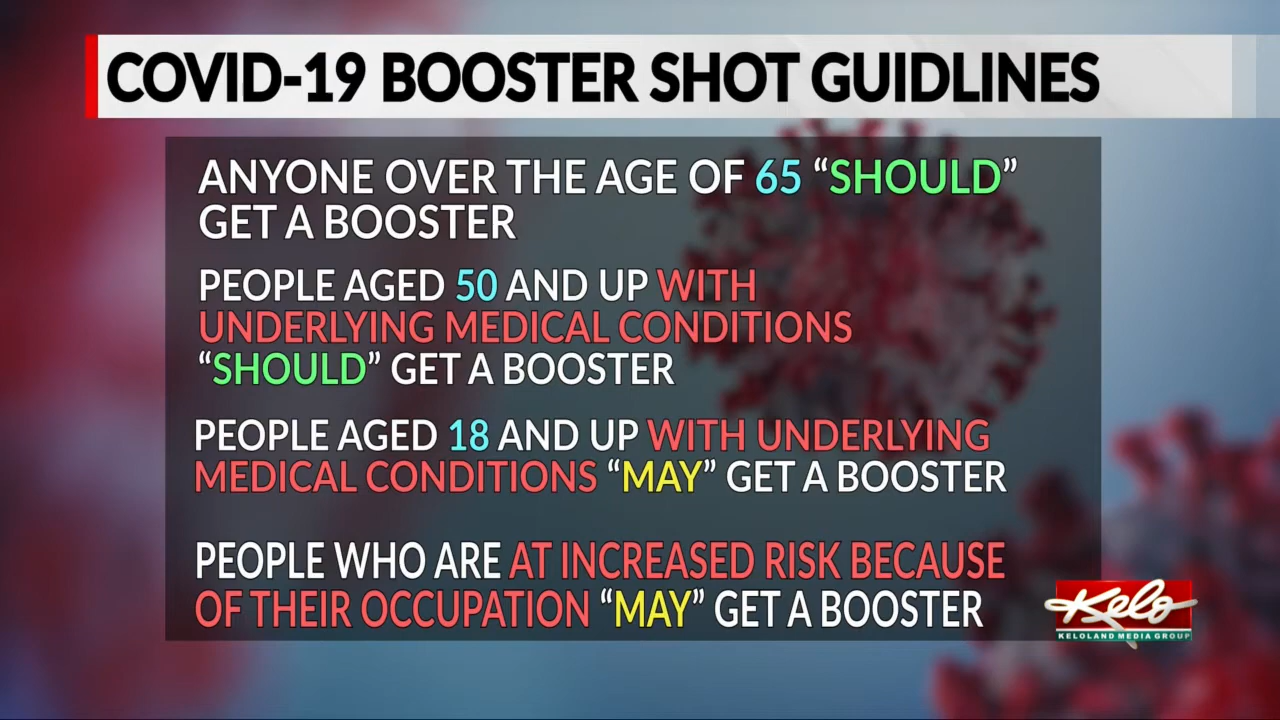 COVID-19 BOOSTER SHOT GUIDLINES
ANYONE OVER THE AGE OF 65 “SHOULD”
GET A BOOSTER
PEOPLE AGED 50 AND UP WITH
UNDERLYING MEDICAL CONDITIONS
“SHOULD” GET A BOOSTER
PEOPLE AGED 18 AND UP WITH UNDERLYING
MEDICAL CONDITIONS “MAY” GET A BOOSTER
PEOPLE WHO ARE AT INCREASED RISK BECAUSE
OF THEIR OCCUPATION “MAY” GET A BOOSTER
Kelo
KELOLAND MEDIA GROUP